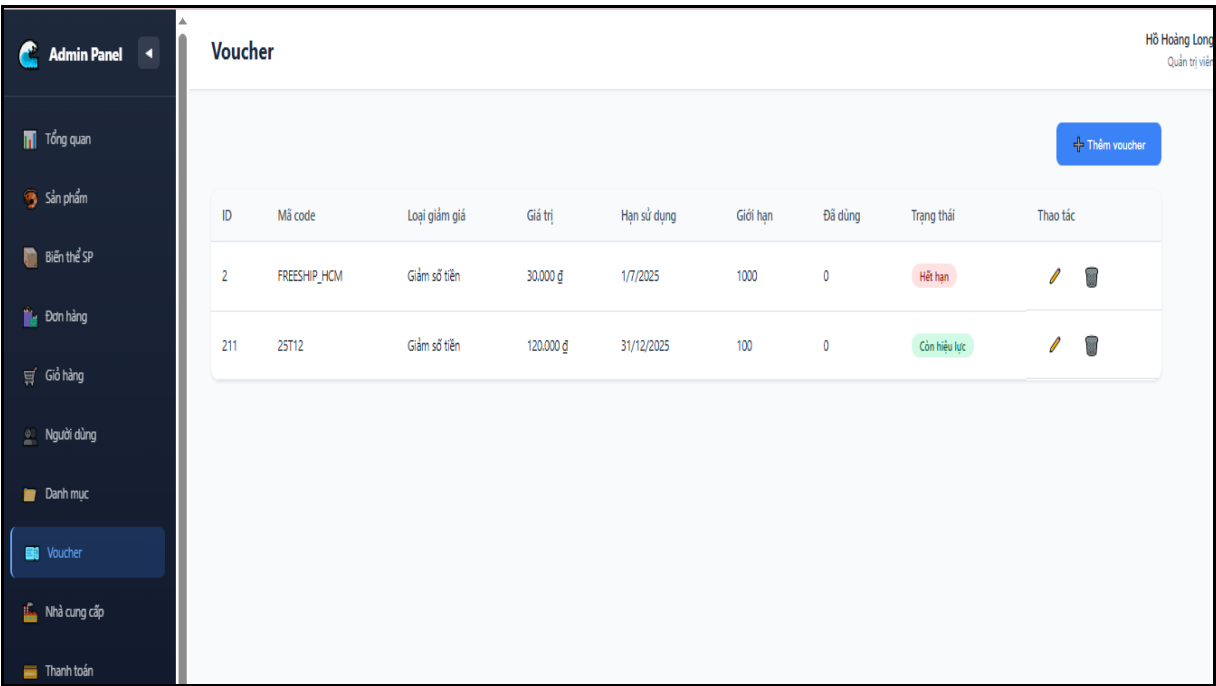 Admin Panel
Voucher
Hồ Hoàng Long
Quản trị viên
Tổng quan
Sản phẩm
Biến thể SP
Đơn hàng
Giỏ hàng
Người dùng
Danh mục
Voucher
Nhà cung cấp
Thanh toán
Thêm voucher
ID Mã code Loại giảm giá Giá trị Hạn sử dụng Giới hạn Đã dùng Trạng thái Thao tác
2 FREESHIP_HCM Giảm số tiền 30.000 ₫ 1/7/2025 1000 0 Hết hạn
211 25T12 Giảm số tiền 120.000 ₫ 31/12/2025 100 0 Còn hiệu lực